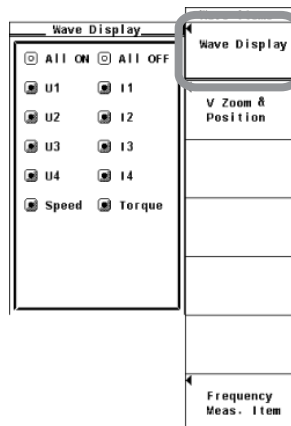 Wave Display
All ON All OFF
U1 I1
U2 I2
U3 I3
U4 I4
Speed Torque
Wave Display
V Zoom &
Position
Frequency
Meas. Item